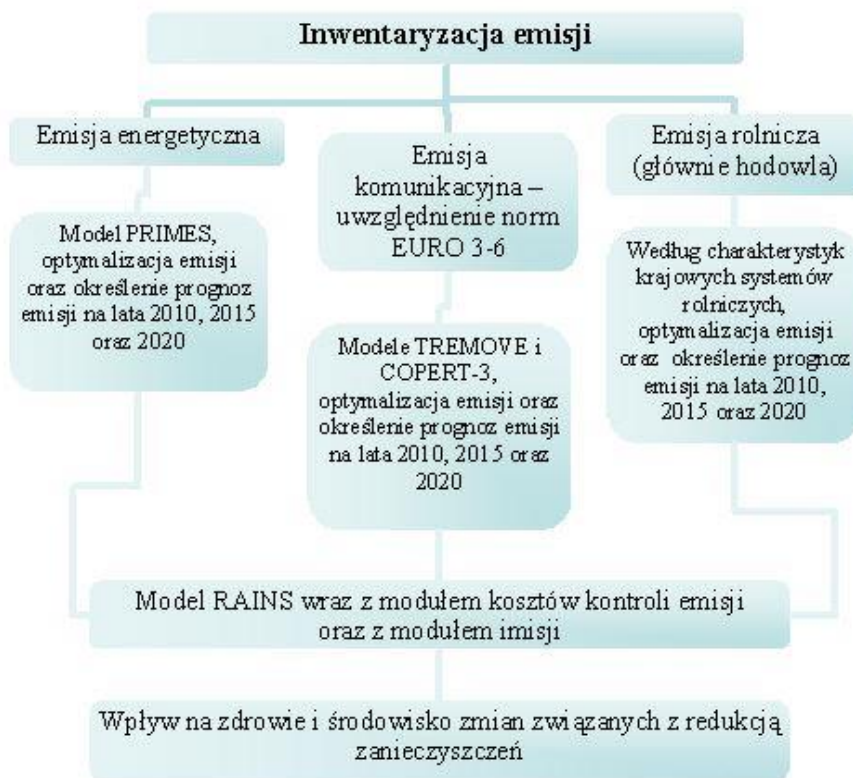 Inwentaryzacja emisji
Emisja energetyczna
Model PRIMES,
optymalizacja emisji
oraz określenie prognoz
emisji na lata 2010, 2015
oraz 2020
Emisja
komunikacyjna –
uwzględnienie norm
EURO 3-6
Modele TREMOVE i
COPERT-3,
optymalizacja emisji oraz
określenie prognoz emisji
na lata 2010, 2015 oraz
2020
Emisja rolnicza
(głównie hodowla)
Według charakterystyk
krajowych systemów
rolniczych,
optymalizacja emisji
oraz określenie prognoz
emisji na lata 2010,
2015 oraz 2020
Model RAINS wraz z modułem kosztów kontroli emisji
oraz z modułem imisji
Wpływ na zdrowie i środowisko zmian związanych z redukcją
zanieczyszczeń